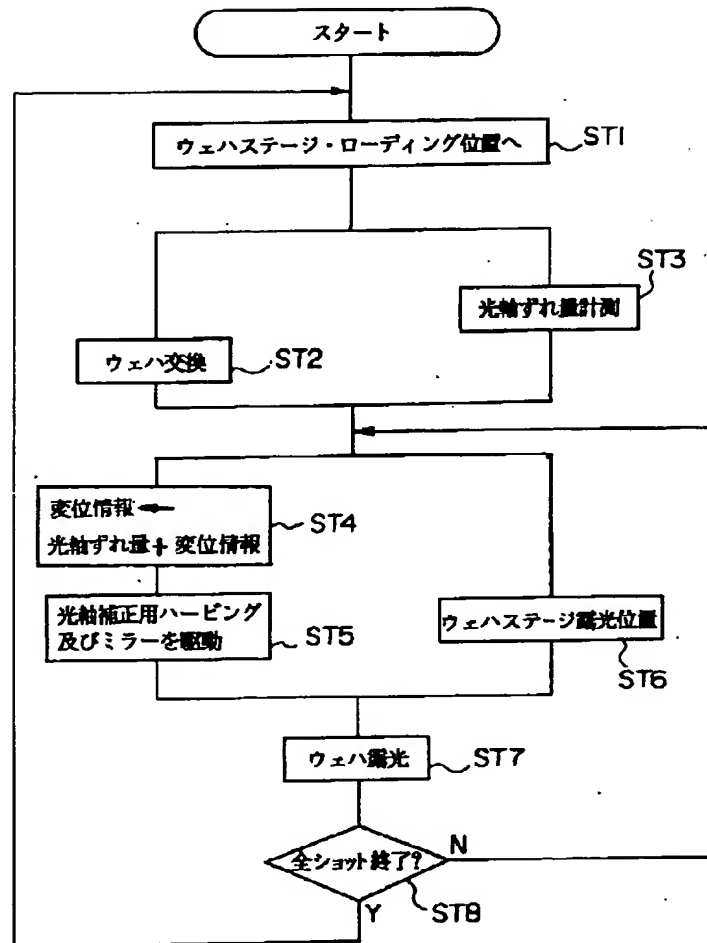 スタート
ウェハステージ・ローディング位置へ
ST1
ST3
光軸ずれ量計測
ウェハ交換
ST2
変位情報←
光軸ずれ量+変位情報
ST4
光軸補正用ハービング
及びミラーを駆動
ST5
ウェハステージ露光位置
ST6
ウェハ露光
ST7
全ショット終了?
N
Y
ST8